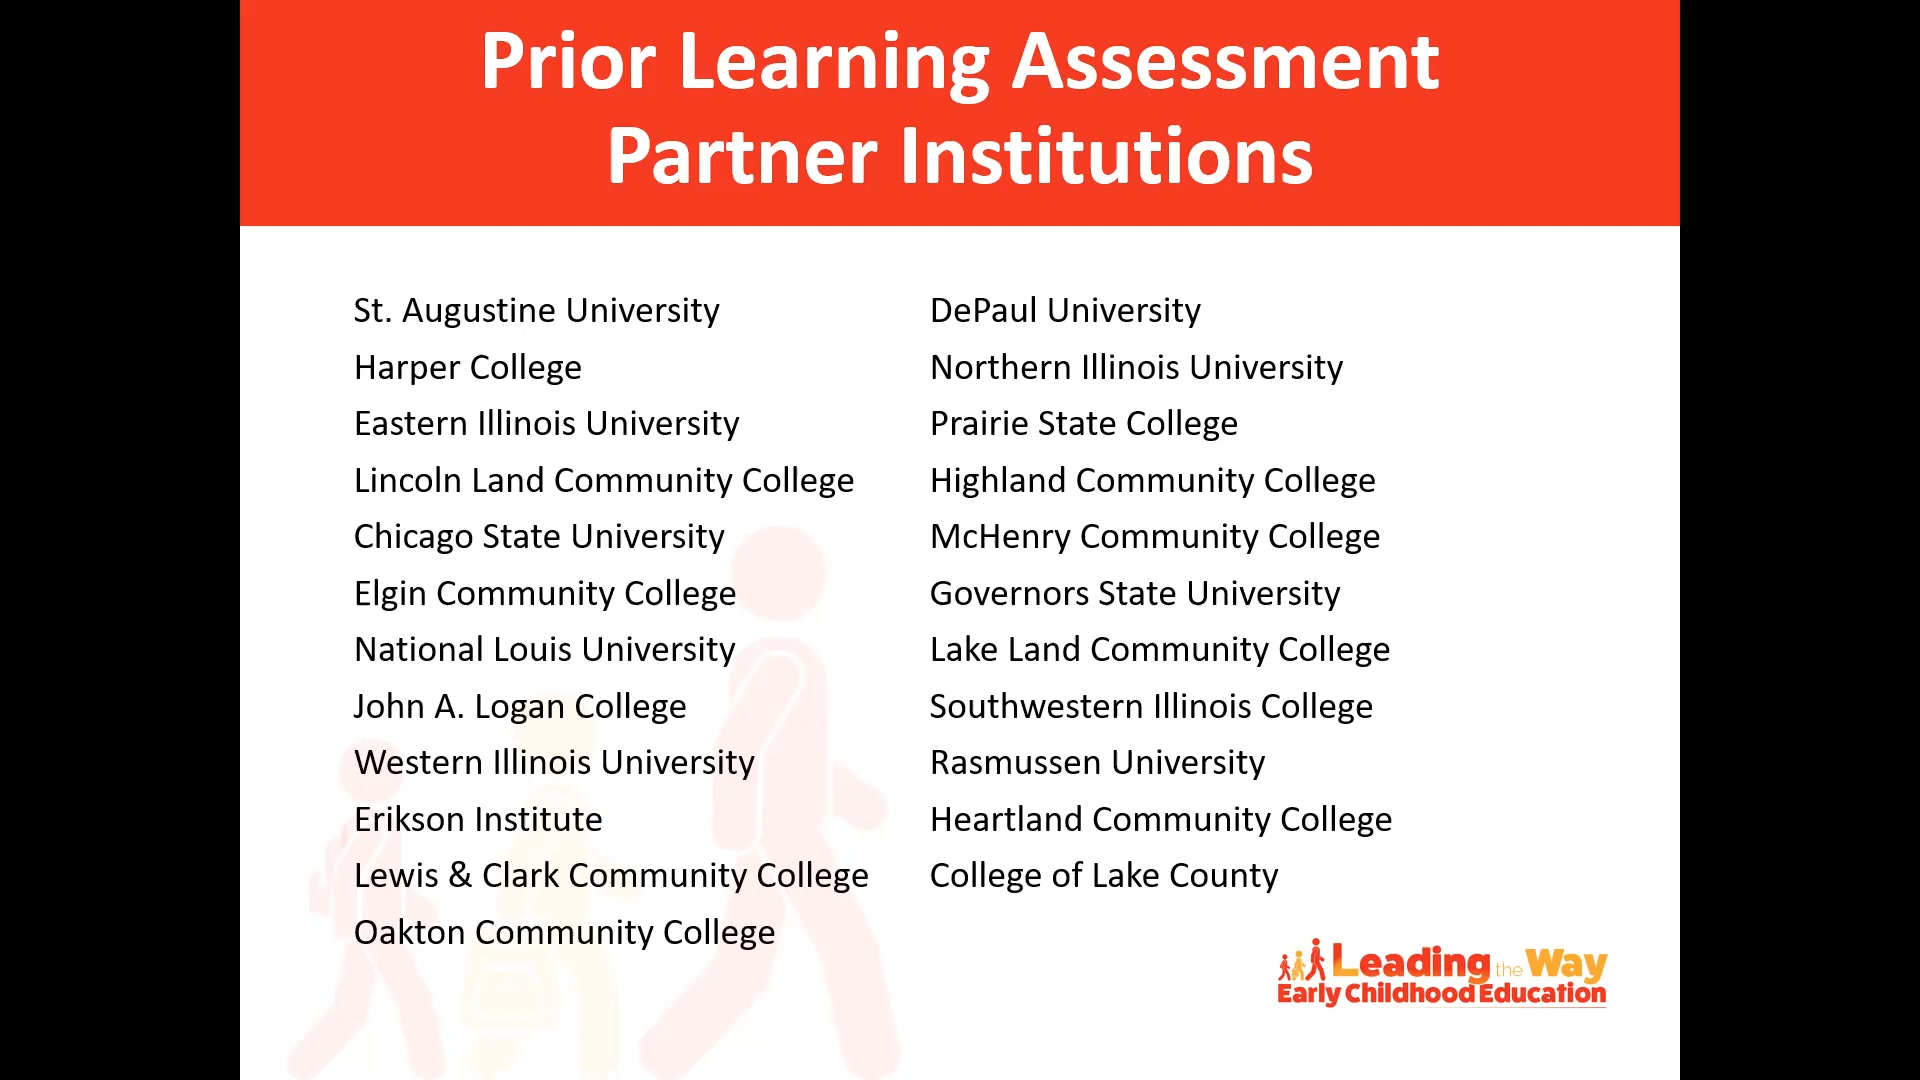 Prior Learning Assessment
Partner Institutions
St. Augustine University
Harper College
Eastern Illinois University
Lincoln Land Community College
Chicago State University
Elgin Community College
National Louis University
John A. Logan College
Western Illinois University
Erikson Institute
Lewis & Clark Community College
Oakton Community College
DePaul University
Northern Illinois University
Prairie State College
Highland Community College
McHenry Community College
Governors State University
Lake Land Community College
Southwestern Illinois College
Rasmussen University
Heartland Community College
College of Lake County
Leading the Way
Early Childhood Education